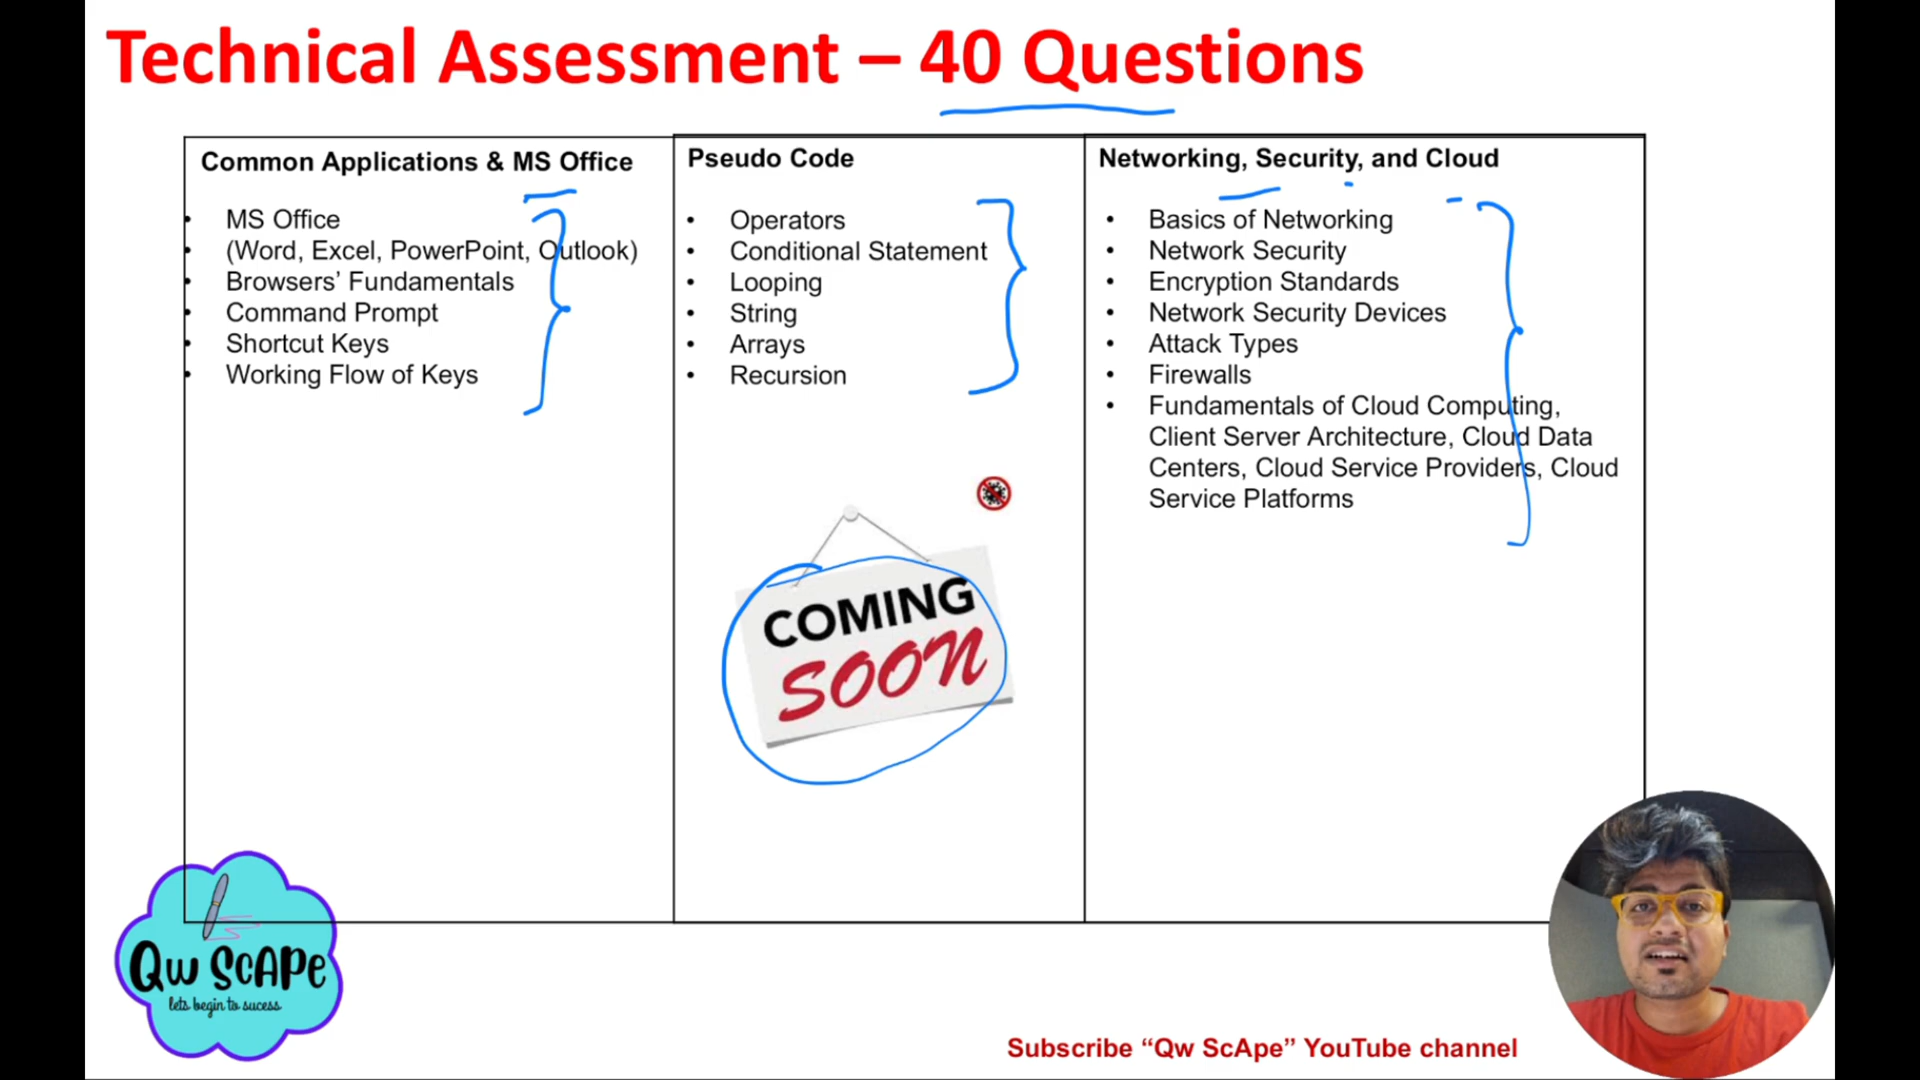 Technical Assessment – 40 Questions
Common Applications & MS Office
MS Office
(Word, Excel, PowerPoint, Outlook)
Browsers’ Fundamentals
Command Prompt
Shortcut Keys
Working Flow of Keys
Pseudo Code
Operators
Conditional Statement
Looping
String
Arrays
Recursion
COMING
SOON
Networking, Security, and Cloud
Basics of Networking
Network Security
Encryption Standards
Network Security Devices
Attack Types
Firewalls
Fundamentals of Cloud Computing,
Client Server Architecture, Cloud Data
Centers, Cloud Service Providers, Cloud
Service Platforms
Qw ScAPe
lets begin to sucess
Subscribe “Qw ScApe” YouTube channel